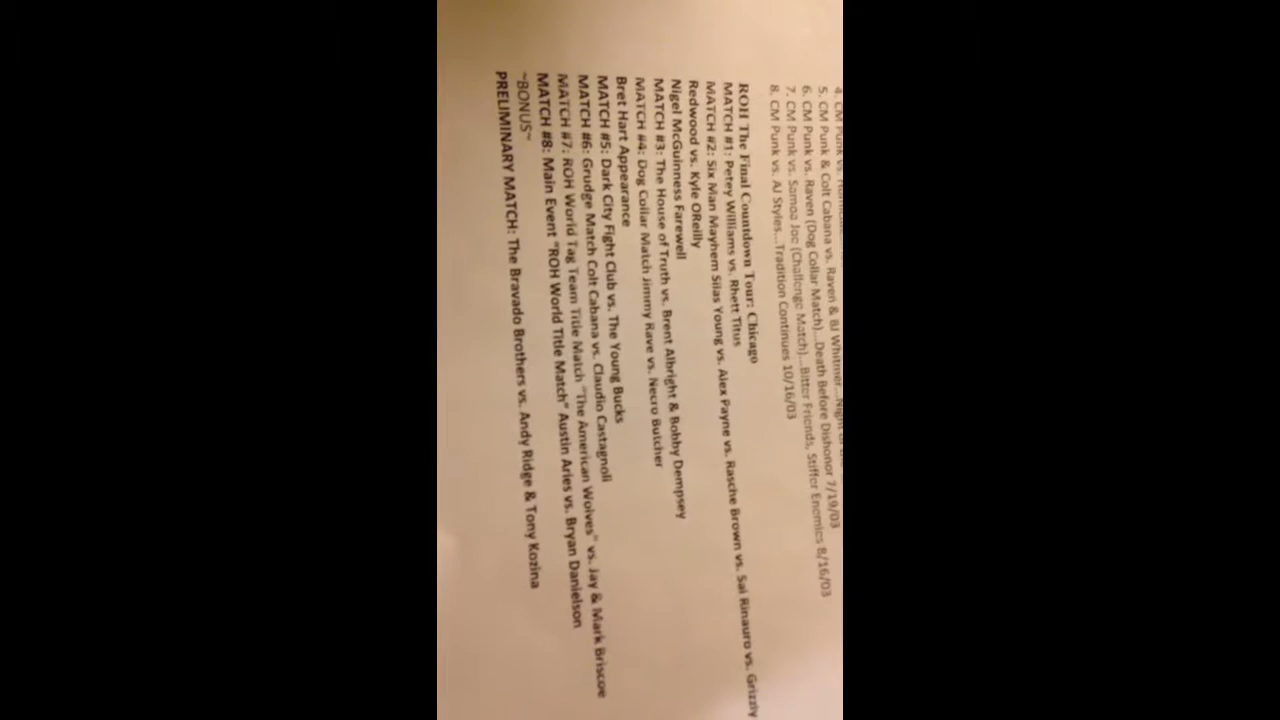 4. CM Punk vs.
5. CM Punk & Colt Cabana vs. Raven & BJ Whitmer...Night of the
6. CM Punk vs. Raven (Dog Collar Match)...Death Before Dishonor 7/19/03
7. CM Punk vs. Samoa Joe (Challenge Match)...Bitter Friends, Stiffer Enemies 8/16/03
8. CM Punk vs. AJ Styles...Tradition Continues 10/16/03
ROH The Final Countdown Tour: Chicago
MATCH #1: Petey Williams vs. Rhett Titus
MATCH #2: Six Man Mayhem Silas Young vs. Alex Payne vs. Rasche Brown vs. Sal Rinauro vs. Grizzly
Redwood vs. Kyle OReilly
Nigel McGuinness Farewell
MATCH #3: The House of Truth vs. Brent Albright & Bobby Dempsey
MATCH #4: Dog Collar Match Jimmy Rave vs. Necro Butcher
Bret Hart Appearance
MATCH #5: Dark City Fight Club vs. The Young Bucks
MATCH #6: Grudge Match Colt Cabana vs. Claudio Castagnoli
MATCH #7: ROH World Tag Team Title Match "The American Wolves" vs. Jay & Mark Briscoe
MATCH #8: Main Event "ROH World Title Match" Austin Aries vs. Bryan Danielson
~BONUS~
PRELIMINARY MATCH: The Bravado Brothers vs. Andy Ridge & Tony Kozina